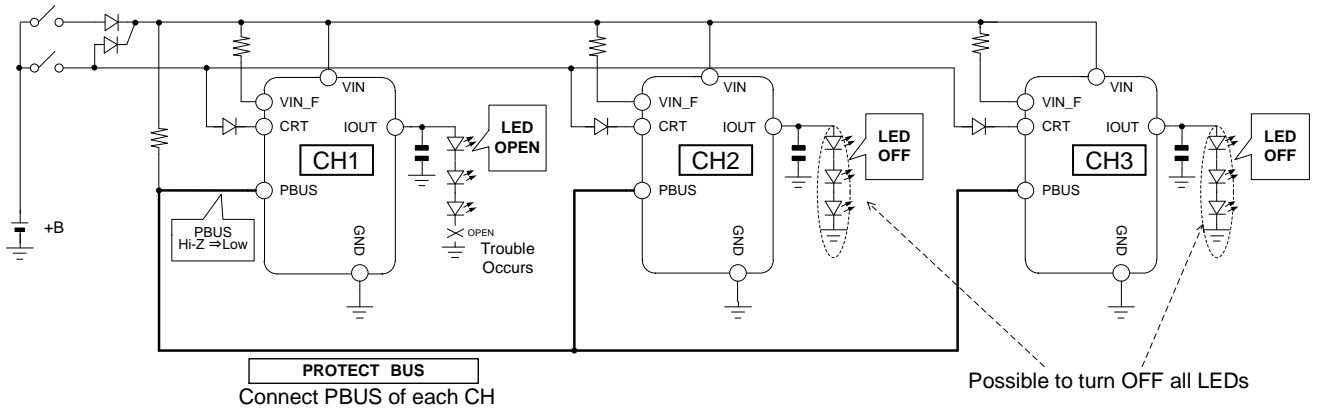 VIN
VIN_F
CRT
IOUT
CH1
PBUS
GND
LED
OPEN
PBUS
Hi-Z ⇒Low
OPEN
Trouble
Occurs
+B
VIN
VIN_F
CRT
IOUT
CH2
PBUS
GND
LED
OFF
VIN
VIN_F
CRT
IOUT
CH3
PBUS
GND
LED
OFF
PROTECT BUS
Connect PBUS of each CH
Possible to turn OFF all LEDs